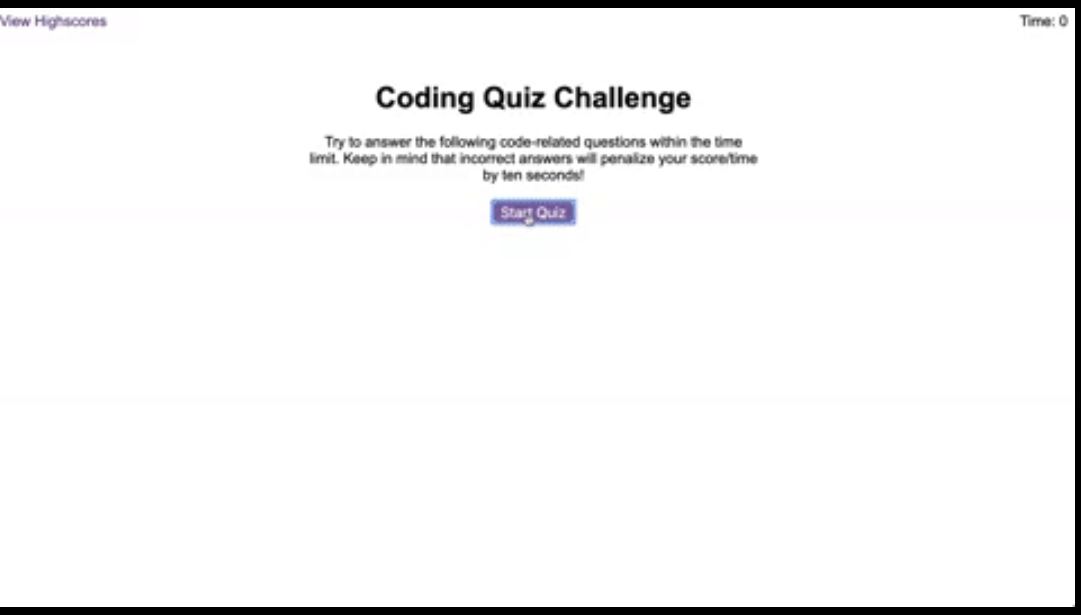 View Highscores
Time: 0
Coding Quiz Challenge
Try to answer the following code-related questions within the time
limit. Keep in mind that incorrect answers will penalize your score/time
by ten seconds!
Start Quiz